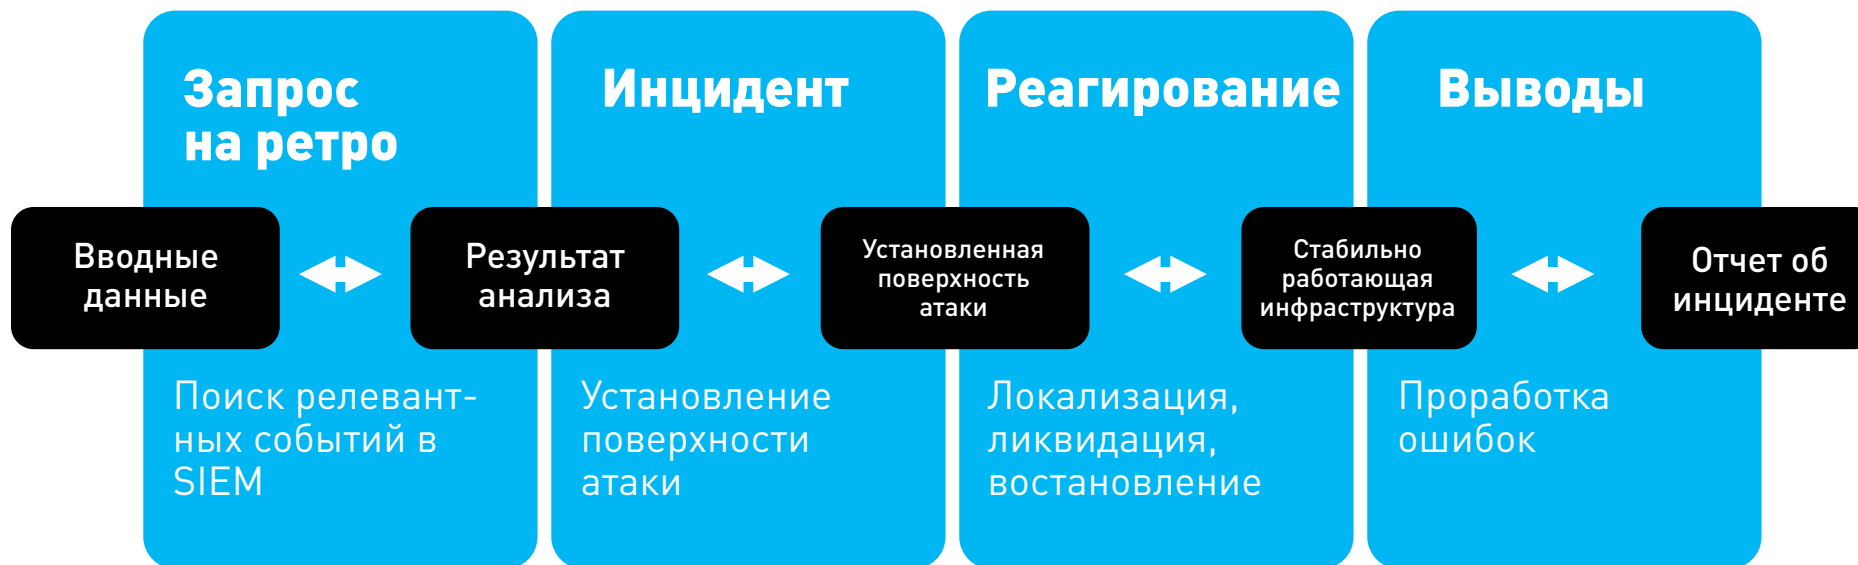 Запрос
на ретро
Инцидент
Реагирование
Выводы
Вводные
данные
Результат
анализа
Установленная
поверхность
атаки
Стабильно
работающая
инфраструктура
Отчет об
инциденте
Поиск релевант-
ных событий в
SIEM
Установление
поверхности
атаки
Локализация,
ликвидация,
востановление
Проработка
ошибок